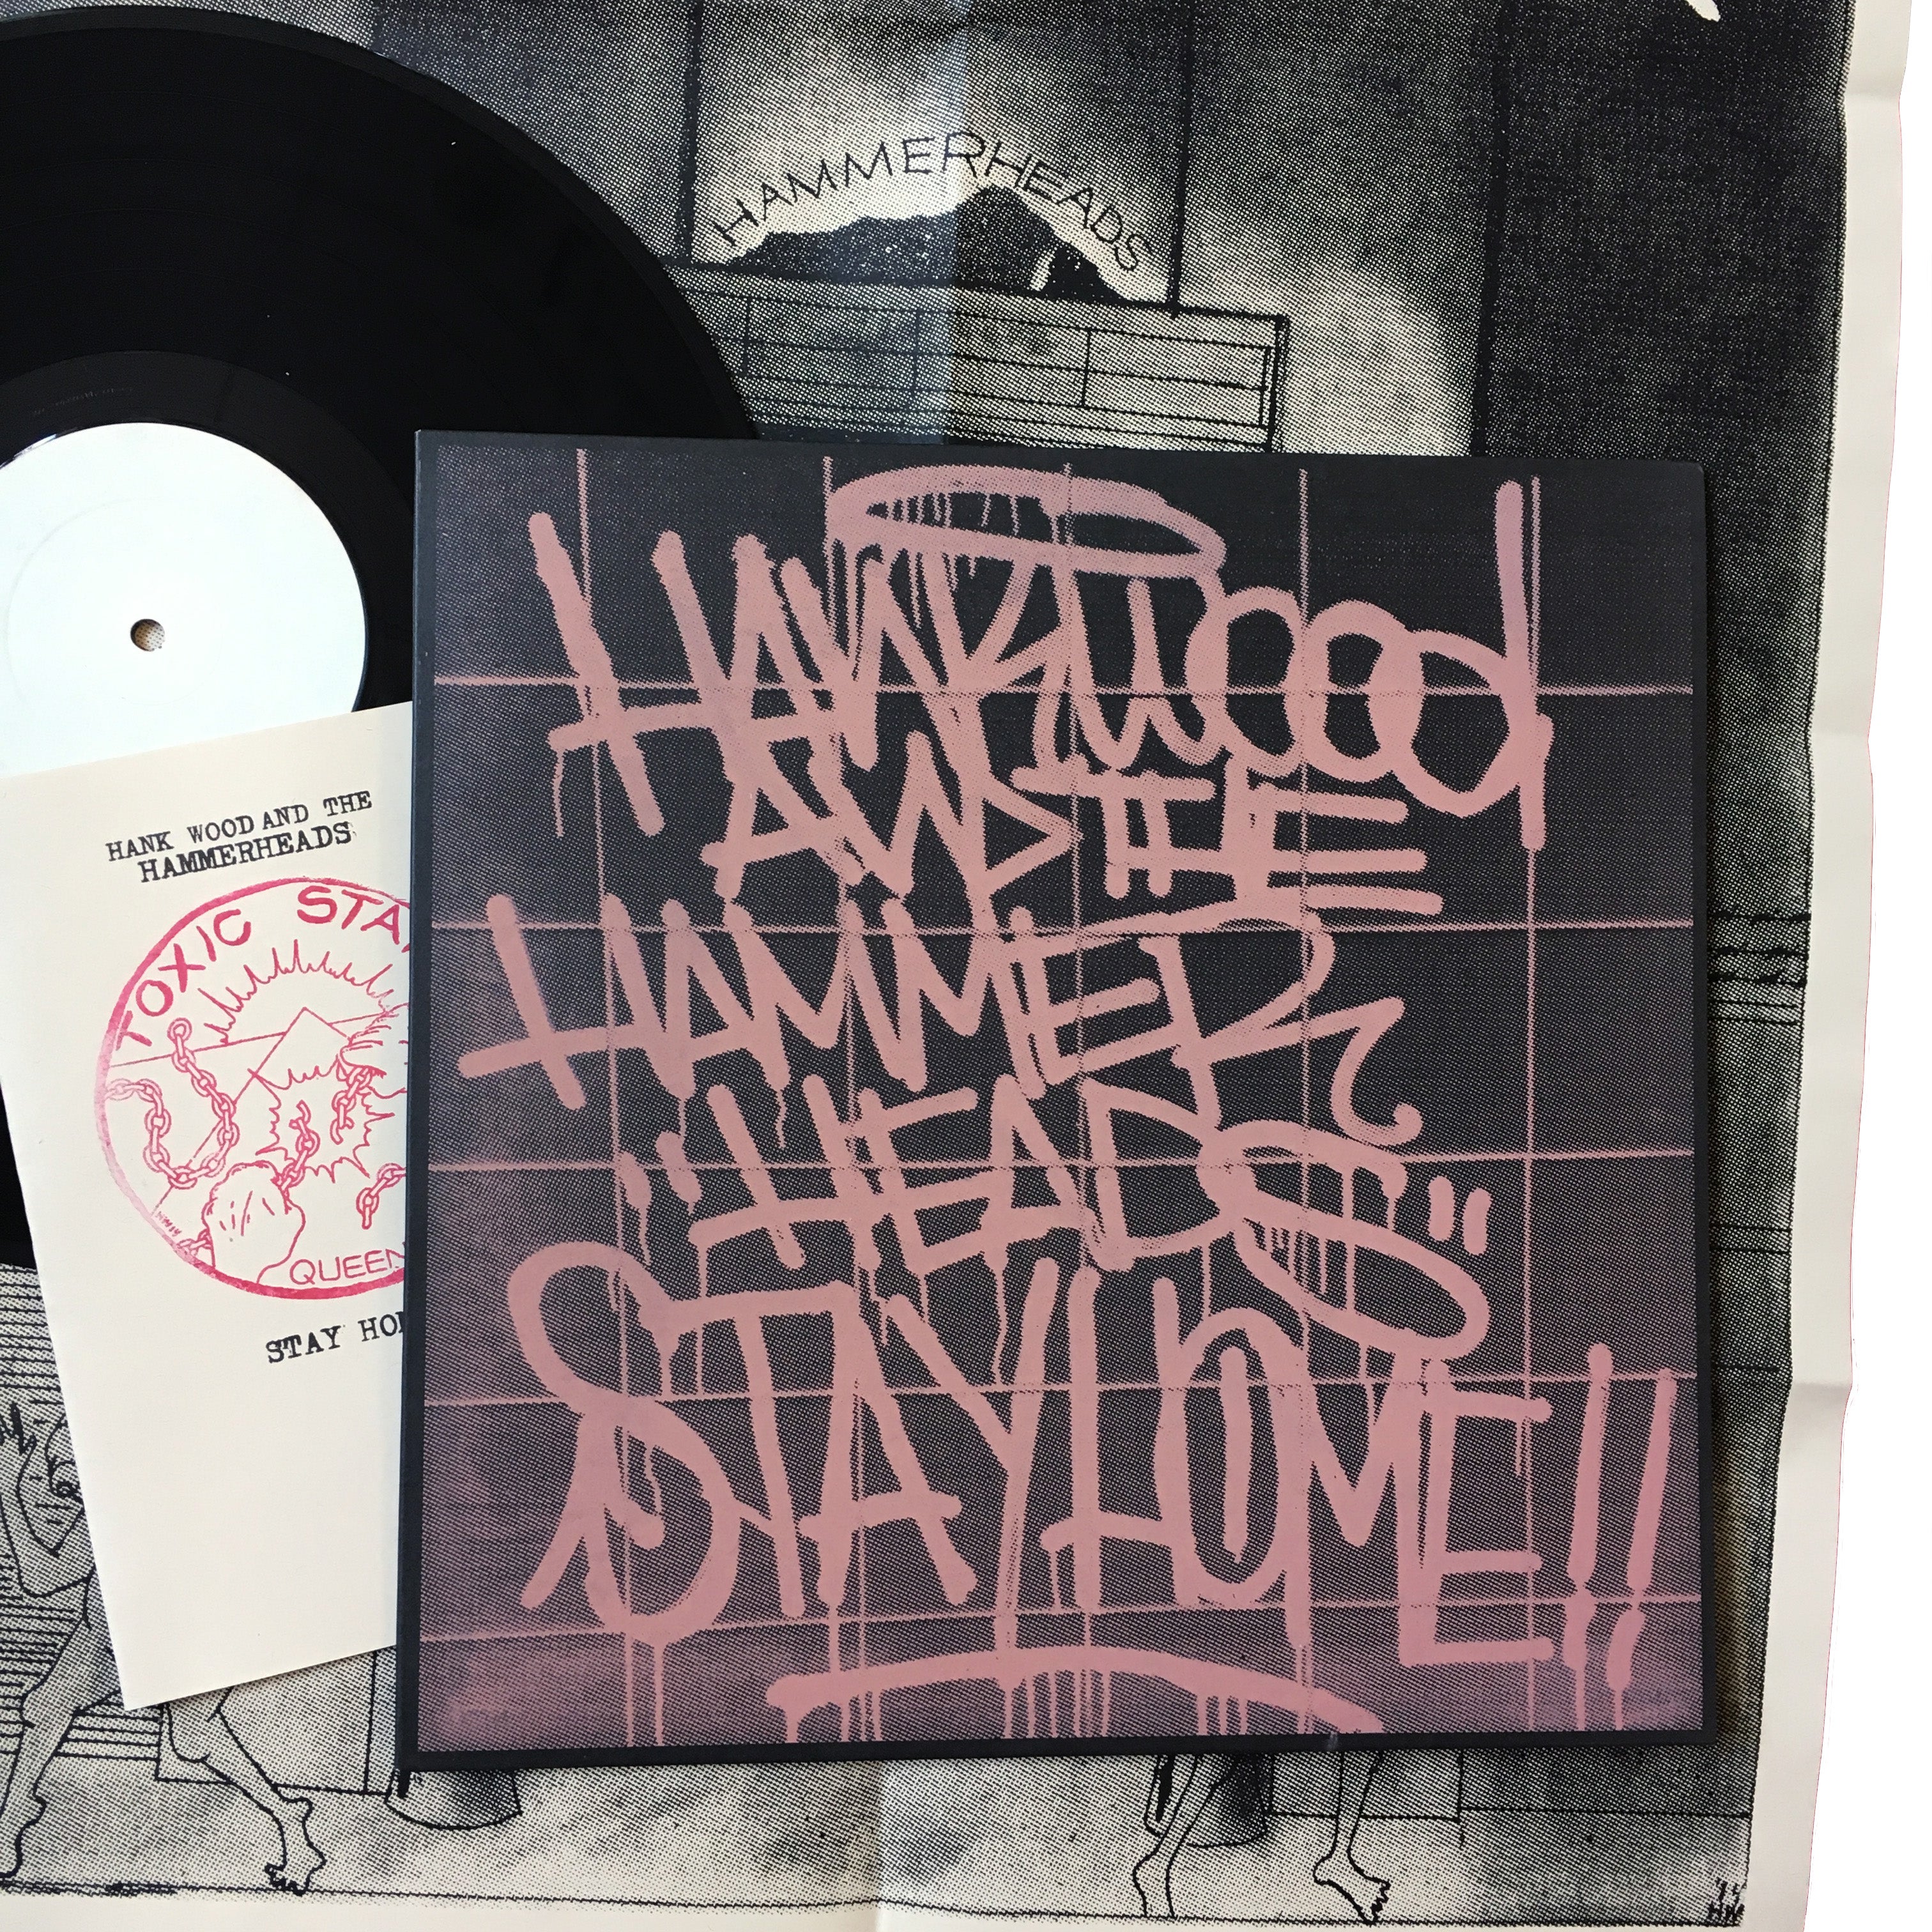 HAMMERHEADS
HANK WOOD
AND THE
HAMMER
"HEADS"
STAY HOME!!
HANK WOOD AND THE
HAMMERHEADS
TOXIC STA
QUEEN
STAY HO